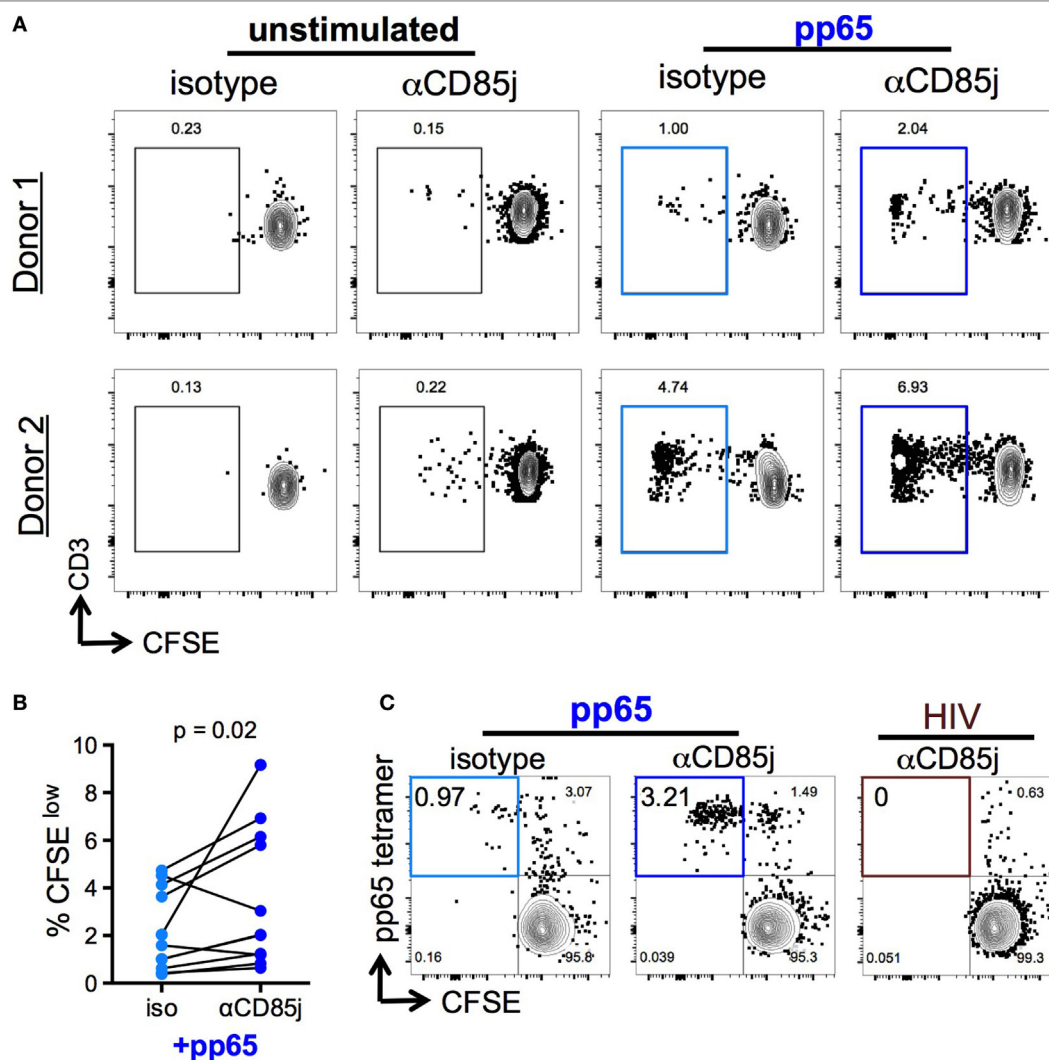 A
unstimulated pp65
isotype αCD85j isotype αCD85j
Donor 1
0.23 0.15 1.00 2.04
Donor 2
0.13 0.22 4.74 6.93
CD3
CFSE
B
p = 0.02
% CFSE low
10
8
6
4
2
0
iso αCD85j
+pp65
C
pp65 HIV
isotype αCD85j αCD85j
pp65 tetramer
0.97 3.07 3.21 1.49 0 0.63
0.16 95.8 0.039 95.3 0.051 99.3
CFSE